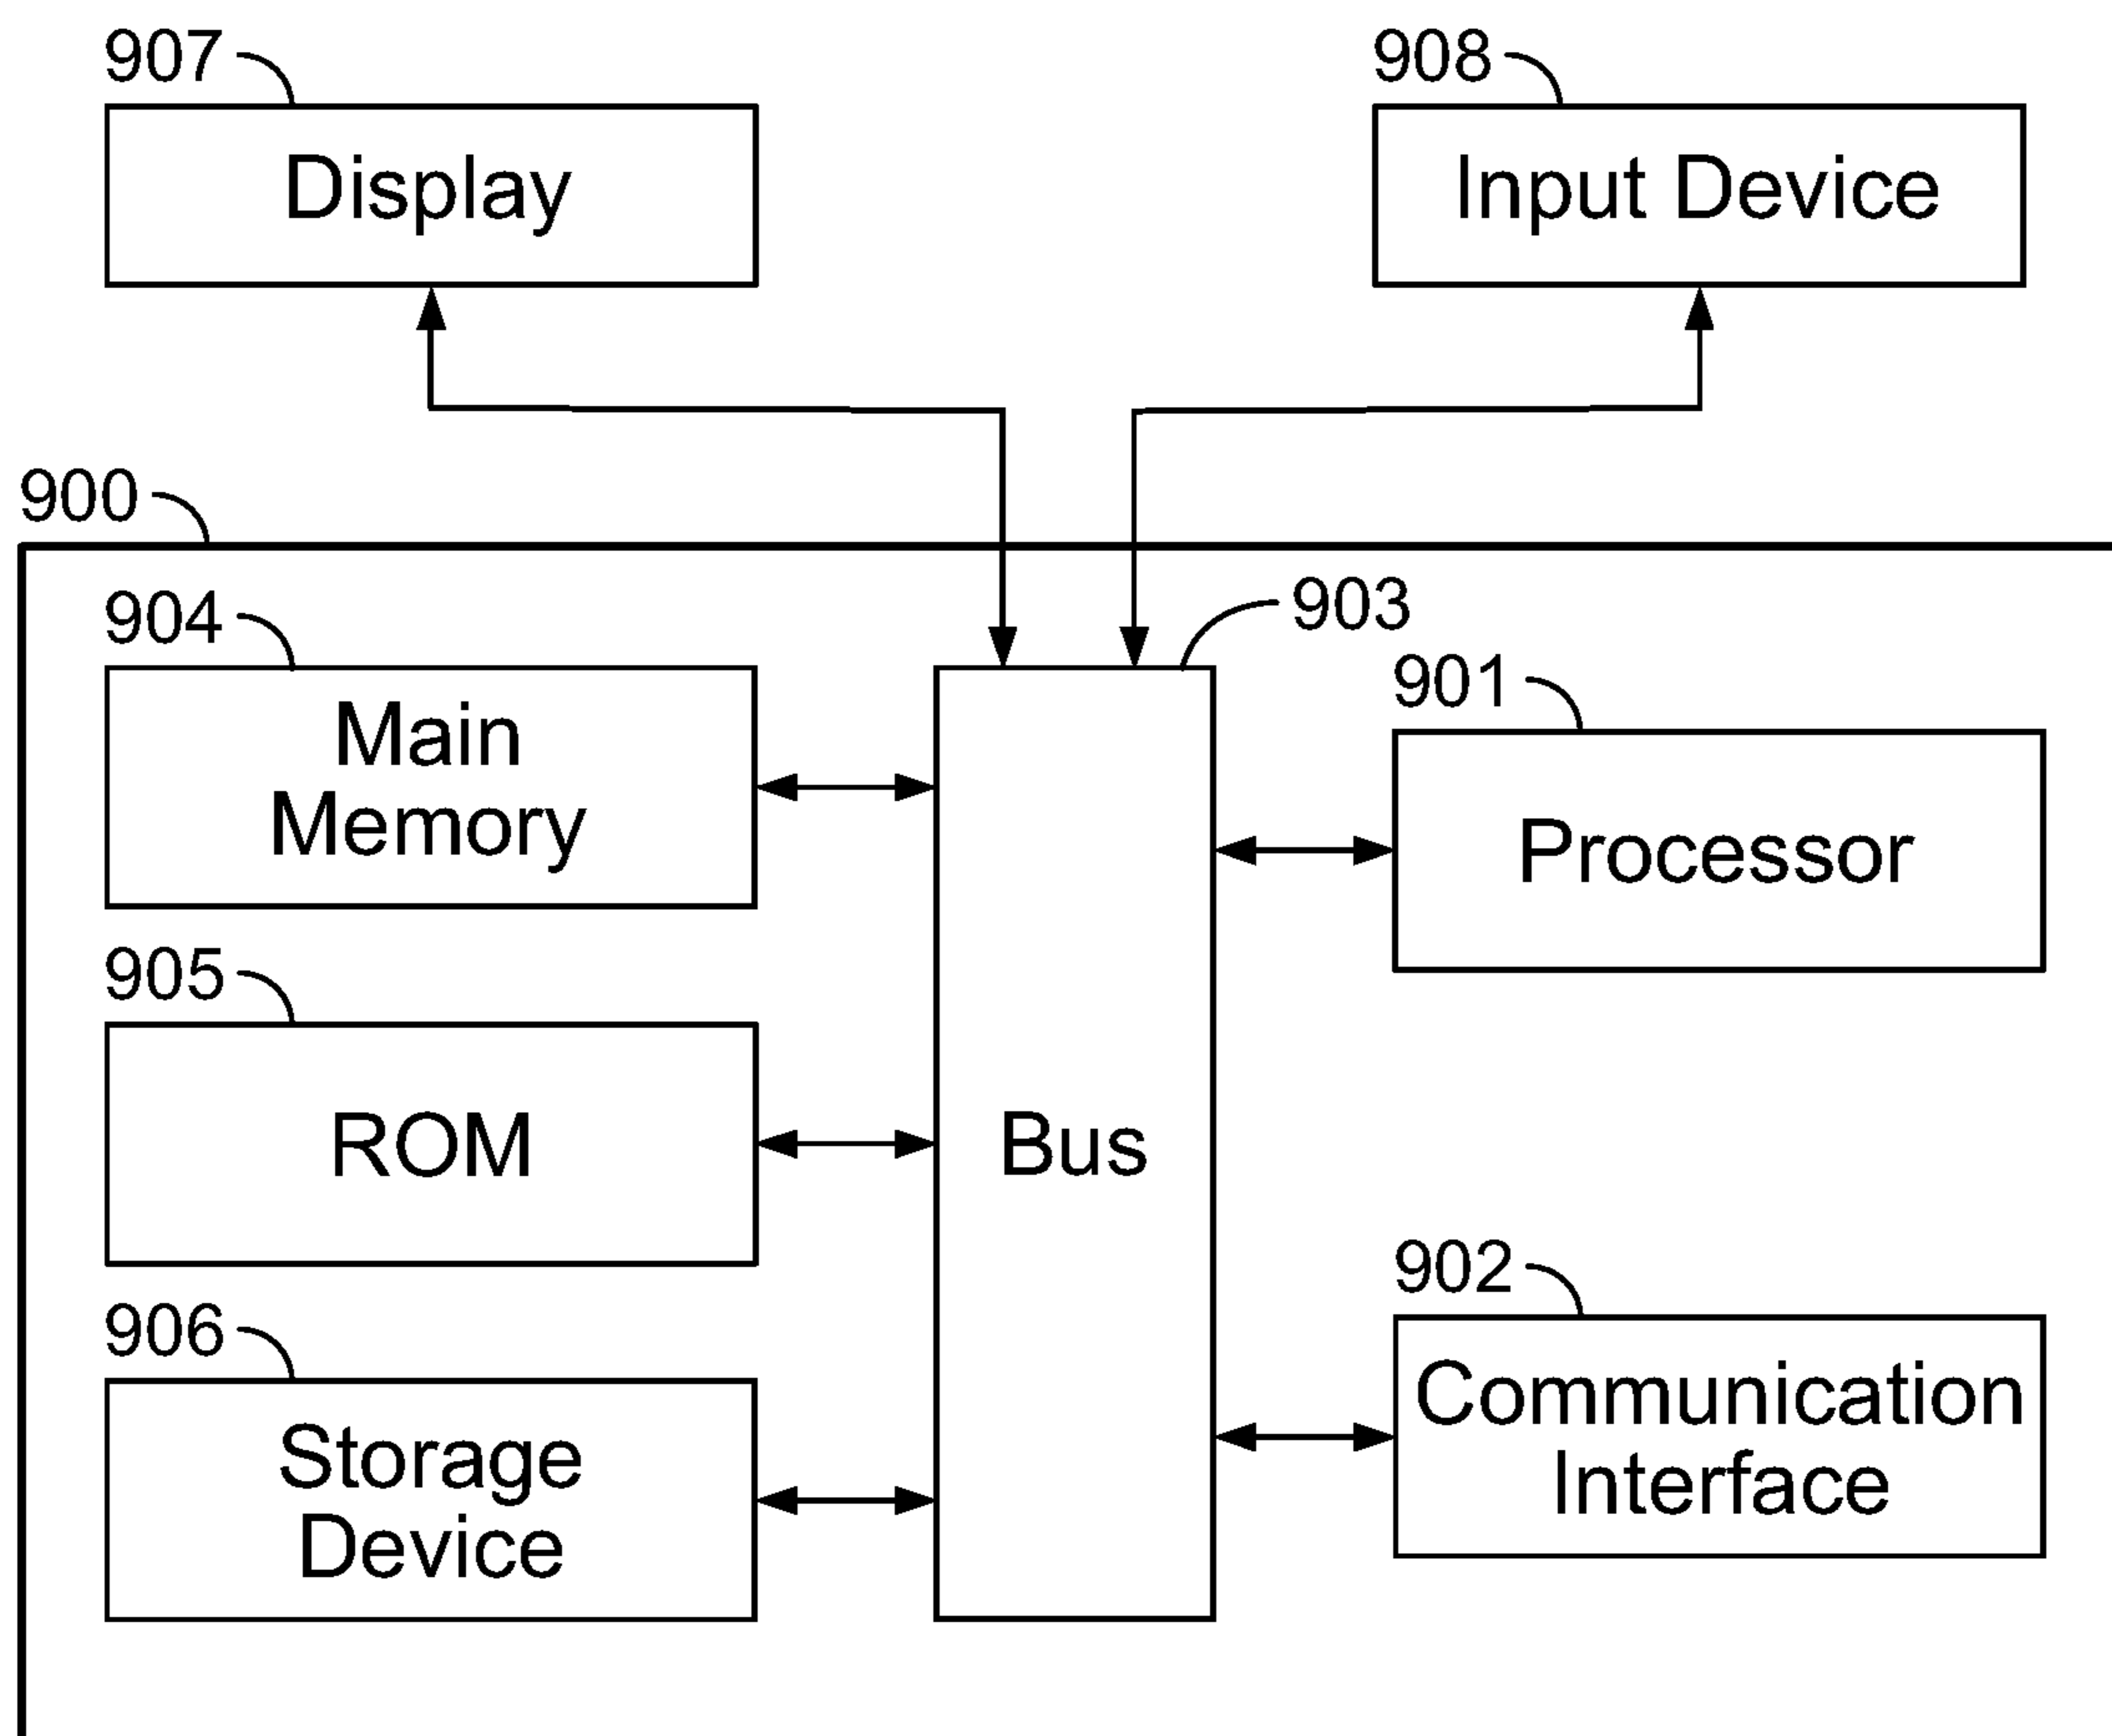 907
Display
908
Input Device
900
904
Main
Memory
903
901
Processor
905
ROM
Bus
906
Storage
Device
902
Communication
Interface